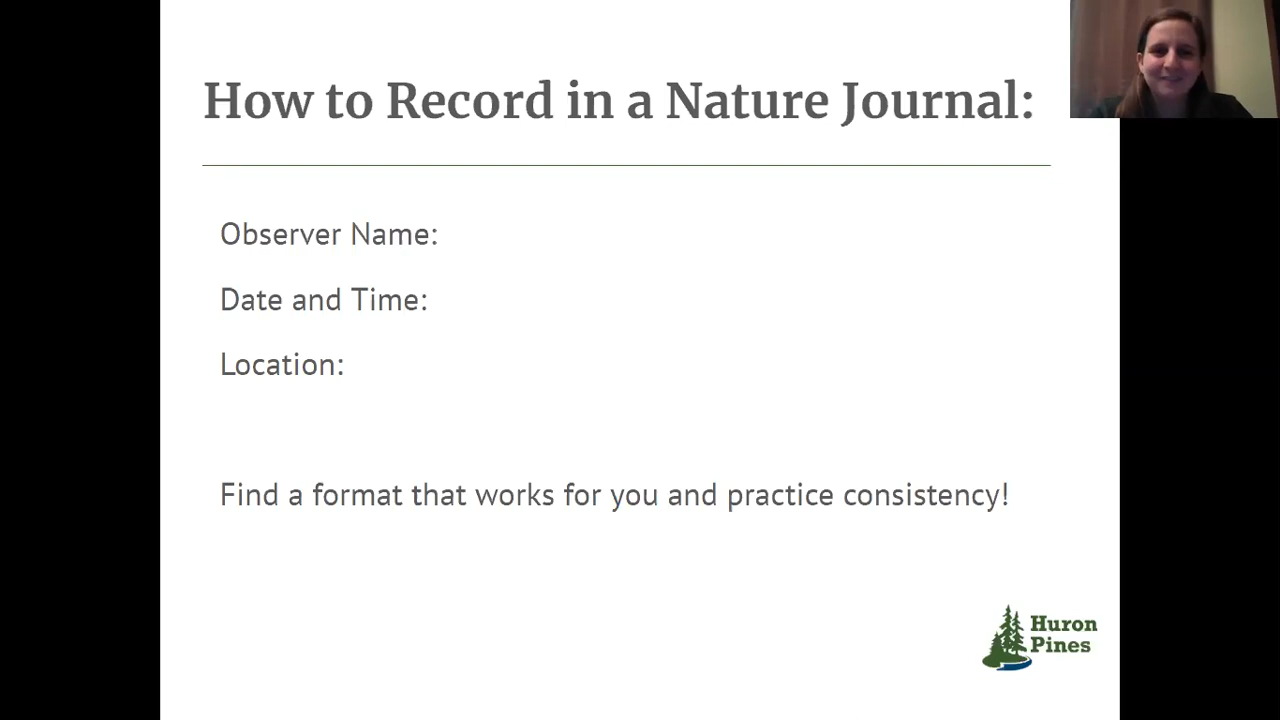 How to Record in a Nature Journal:
Observer Name:
Date and Time:
Location:
Find a format that works for you and practice consistency!
Huron
Pines